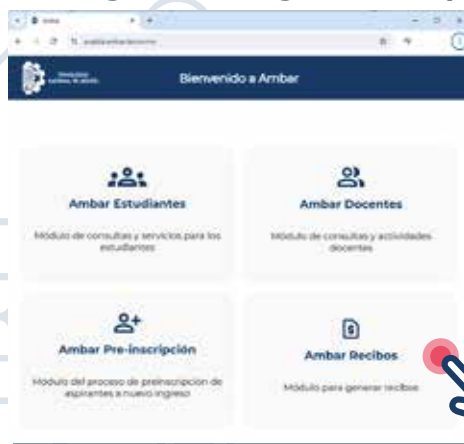 Bienvenido a Ambar
Ambar Estudiantes
Módulo de consultas y servicios para los
estudiantes
Ambar Docentes
Módulo de consultas y actividades
docentes
Ambar Pre-inscripción
Módulo del proceso de preinscripción de
aspirantes a nuevo ingreso
Ambar Recibos
Módulo para generar recibos